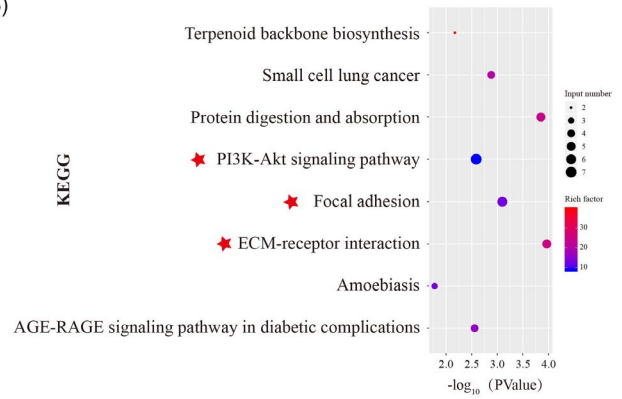 )
Terpenoid backbone biosynthesis
Small cell lung cancer
Protein digestion and absorption
PI3K-Akt signaling pathway
Focal adhesion
ECM-receptor interaction
Amoebiasis
AGE-RAGE signaling pathway in diabetic complications
KEGG
2.0 2.5 3.0 3.5 4.0
-log10 (PValue)
Input number
2
3
4
5
6
7
Rich factor
30
20
10